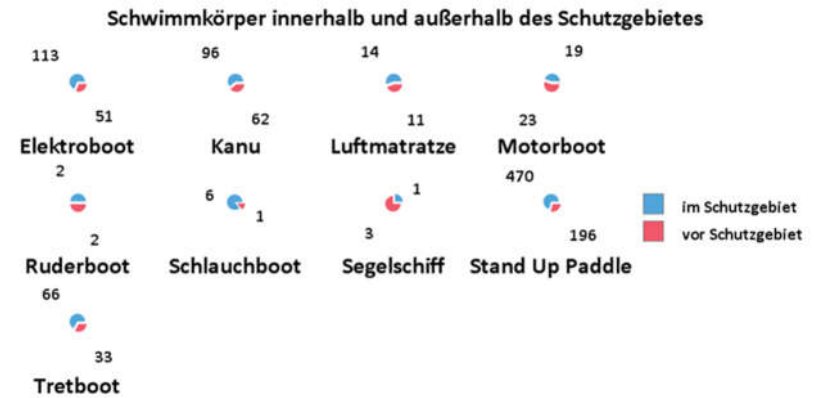 Schwimmkörper innerhalb und außerhalb des Schutzgebietes
113
51
Elektroboot
96
62
Kanu
14
11
Luftmatratze
19
23
Motorboot
2
2
Ruderboot
6
1
Schlauchboot
1
3
Segelschiff
470
196
Stand Up Paddle
im Schutzgebiet
vor Schutzgebiet
66
33
Tretboot